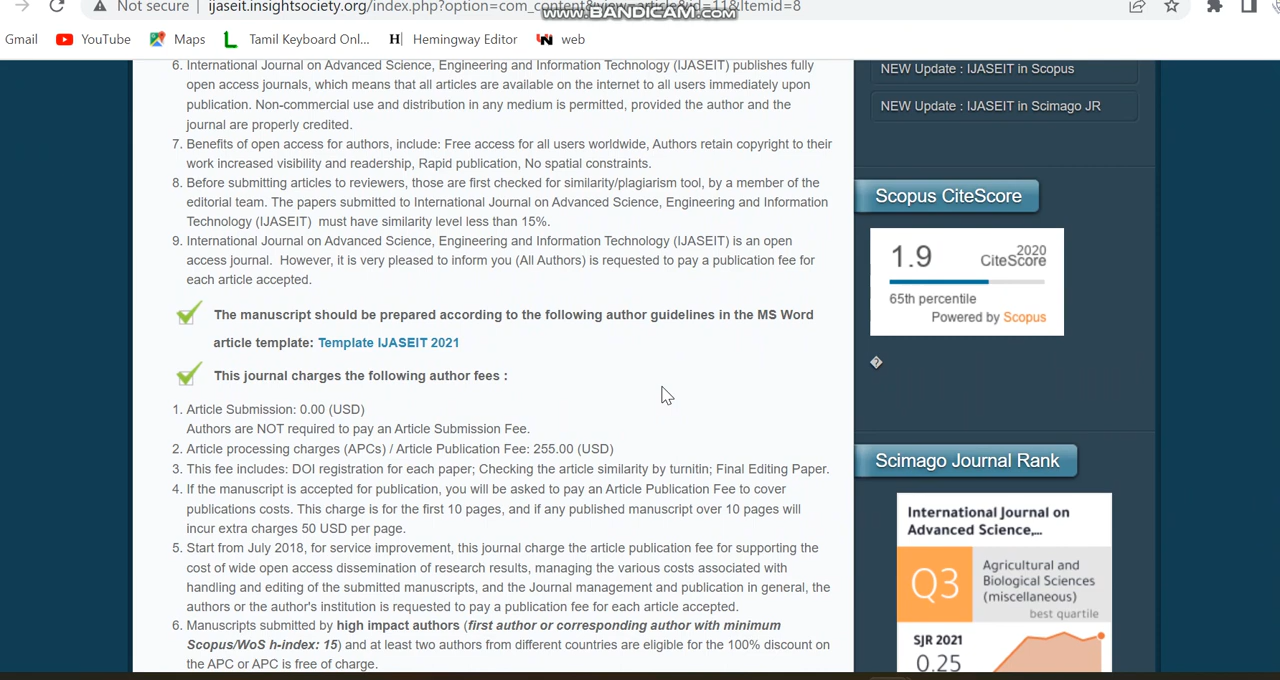 Not secure ijaseit.insightsociety.org/index.php?option=com_content&view=article&id=11&Itemid=8
www.BANDICAM.com
Gmail YouTube Maps Tamil Keyboard Onl... Hemingway Editor web
6. International Journal on Advanced Science, Engineering and Information Technology (IJASEIT) publishes fully
open access journals, which means that all articles are available on the internet to all users immediately upon
publication. Non-commercial use and distribution in any medium is permitted, provided the author and the
journal are properly credited.
7. Benefits of open access for authors, include: Free access for all users worldwide, Authors retain copyright to their
work increased visibility and readership, Rapid publication, No spatial constraints.
8. Before submitting articles to reviewers, those are first checked for similarity/plagiarism tool, by a member of the
editorial team. The papers submitted to International Journal on Advanced Science, Engineering and Information
Technology (IJASEIT) must have similarity level less than 15%.
9. International Journal on Advanced Science, Engineering and Information Technology (IJASEIT) is an open
access journal. However, it is very pleased to inform you (All Authors) is requested to pay a publication fee for
each article accepted.
The manuscript should be prepared according to the following author guidelines in the MS Word
article template: Template IJASEIT 2021
This journal charges the following author fees :
1. Article Submission: 0.00 (USD)
Authors are NOT required to pay an Article Submission Fee.
2. Article processing charges (APCs) / Article Publication Fee: 255.00 (USD)
3. This fee includes: DOI registration for each paper; Checking the article similarity by turnitin; Final Editing Paper.
4. If the manuscript is accepted for publication, you will be asked to pay an Article Publication Fee to cover
publications costs. This charge is for the first 10 pages, and if any published manuscript over 10 pages will
incur extra charges 50 USD per page.
5. Start from July 2018, for service improvement, this journal charge the article publication fee for supporting the
cost of wide open access dissemination of research results, managing the various costs associated with
handling and editing of the submitted manuscripts, and the Journal management and publication in general, the
authors or the author's institution is requested to pay a publication fee for each article accepted.
6. Manuscripts submitted by high impact authors (first author or corresponding author with minimum
Scopus/WoS h-index: 15) and at least two authors from different countries are eligible for the 100% discount on
the APC or APC is free of charge.
NEW Update : IJASEIT in Scopus
NEW Update : IJASEIT in Scimago JR
Scopus CiteScore
1.9 2020
CiteScore
65th percentile
Powered by Scopus
Scimago Journal Rank
International Journal on
Advanced Science,...
Q3
Agricultural and
Biological Sciences
(miscellaneous)
best quartile
SJR 2021
0.25